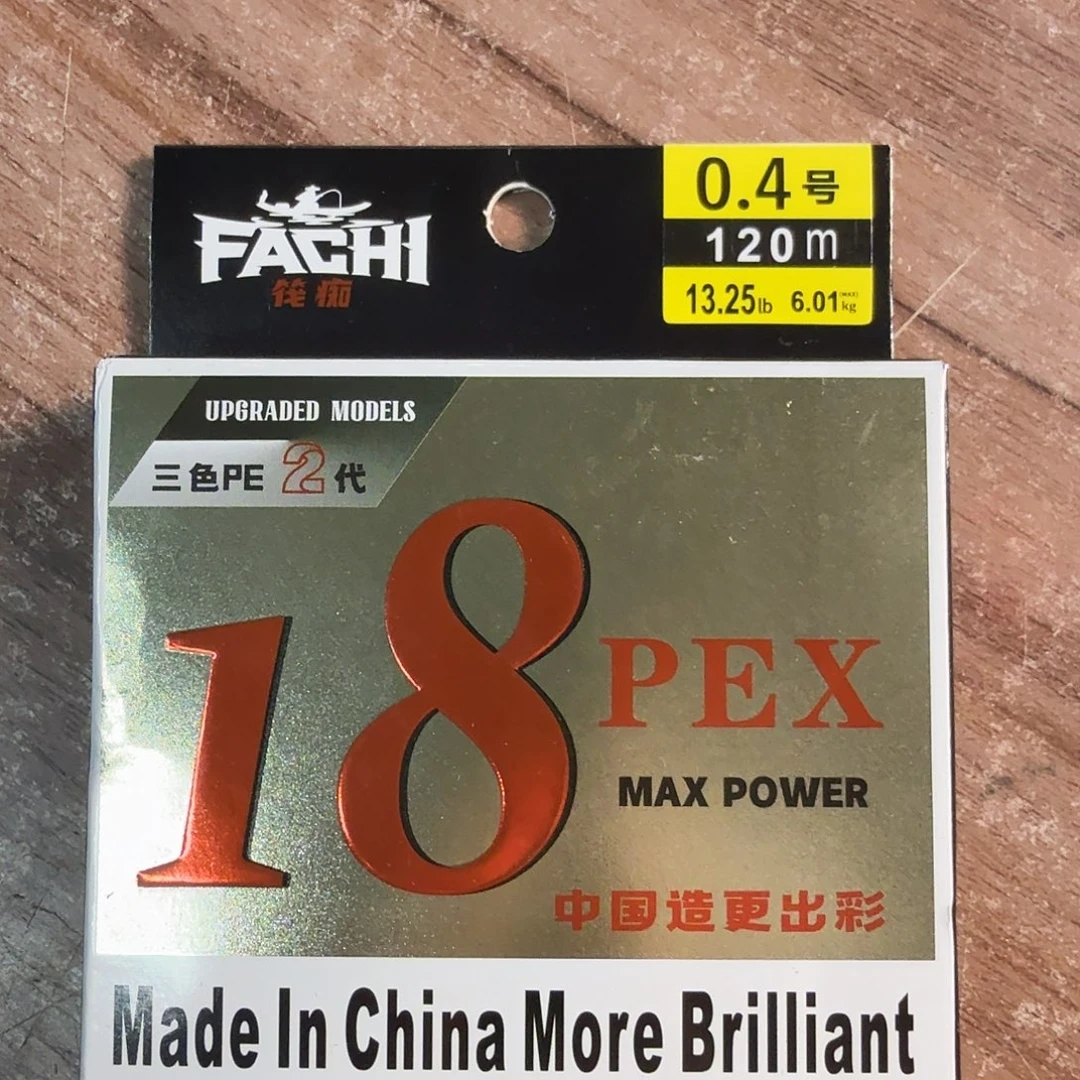 FACHI
筏痴
0.4号
120m
13.25lb 6.01kg(MAX)
UPGRADED MODELS
三色PE 2代
18
PEX
MAX POWER
中国造更出彩
Made In China More Brilliant